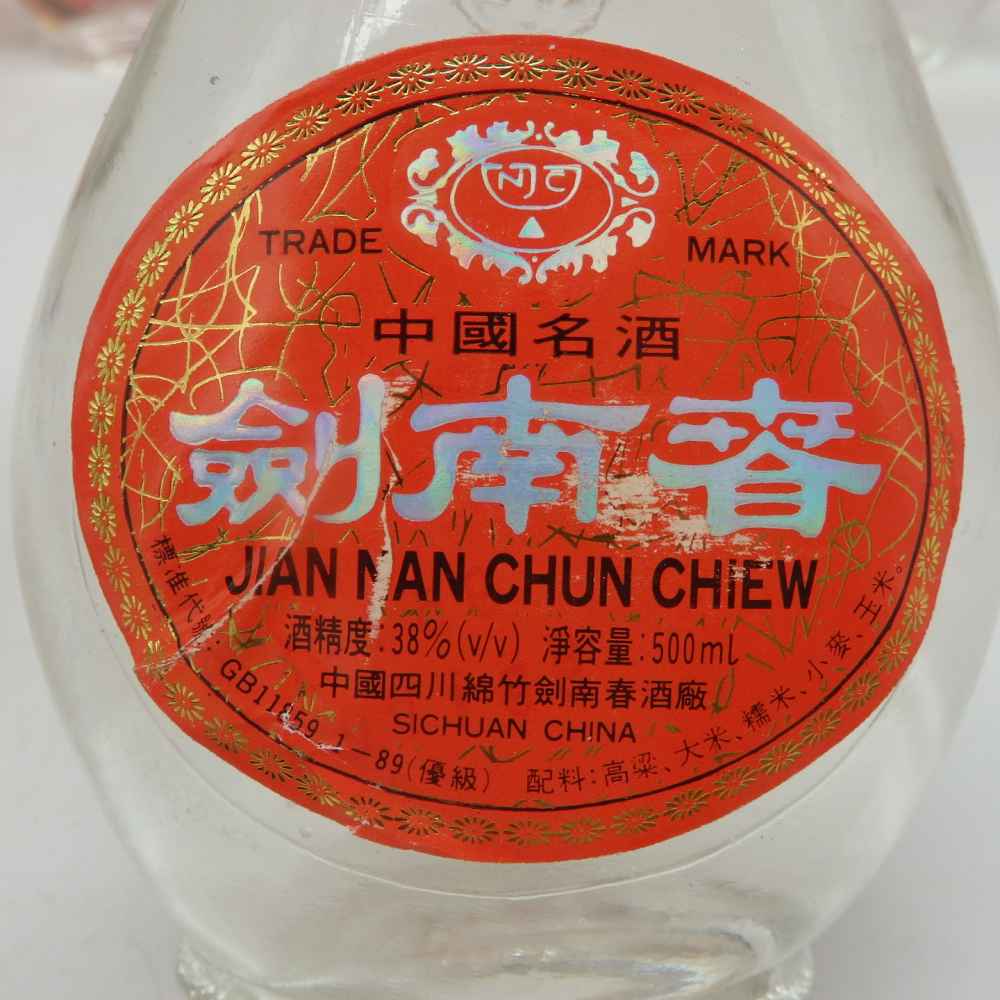 NJC
TRADE MARK
中國名酒
劍南春
JIAN NAN CHUN CHiEW
酒精度:38%(v/v) 淨容量:500ml
中國四川綿竹劍南春酒廠
SICHUAN CHINA
標准代號:GB11859.1-89(優級)
配料:高粱、大米、糯米、小麥、玉米。